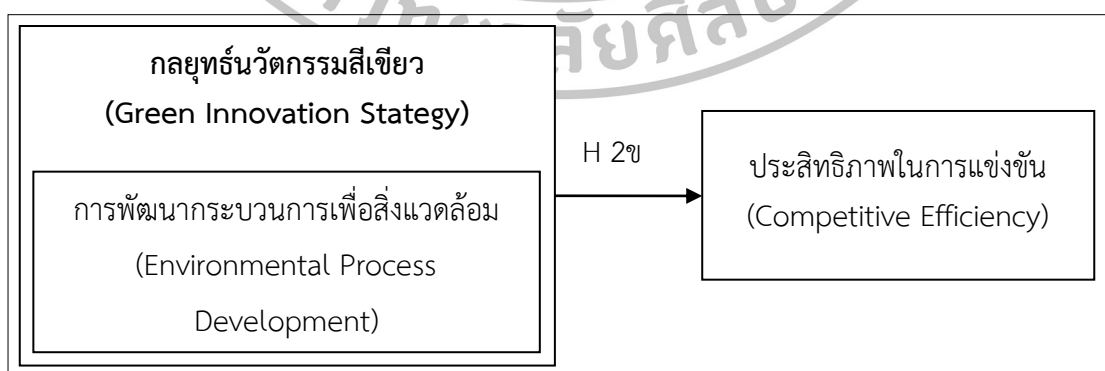 กลยุทธ์นวัตกรรมสีเขียว
(Green Innovation Stategy)
การพัฒนากระบวนการเพื่อสิ่งแวดล้อม
(Environmental Process
Development)
H 2ข
ประสิทธิภาพในการแข่งขัน
(Competitive Efficiency)